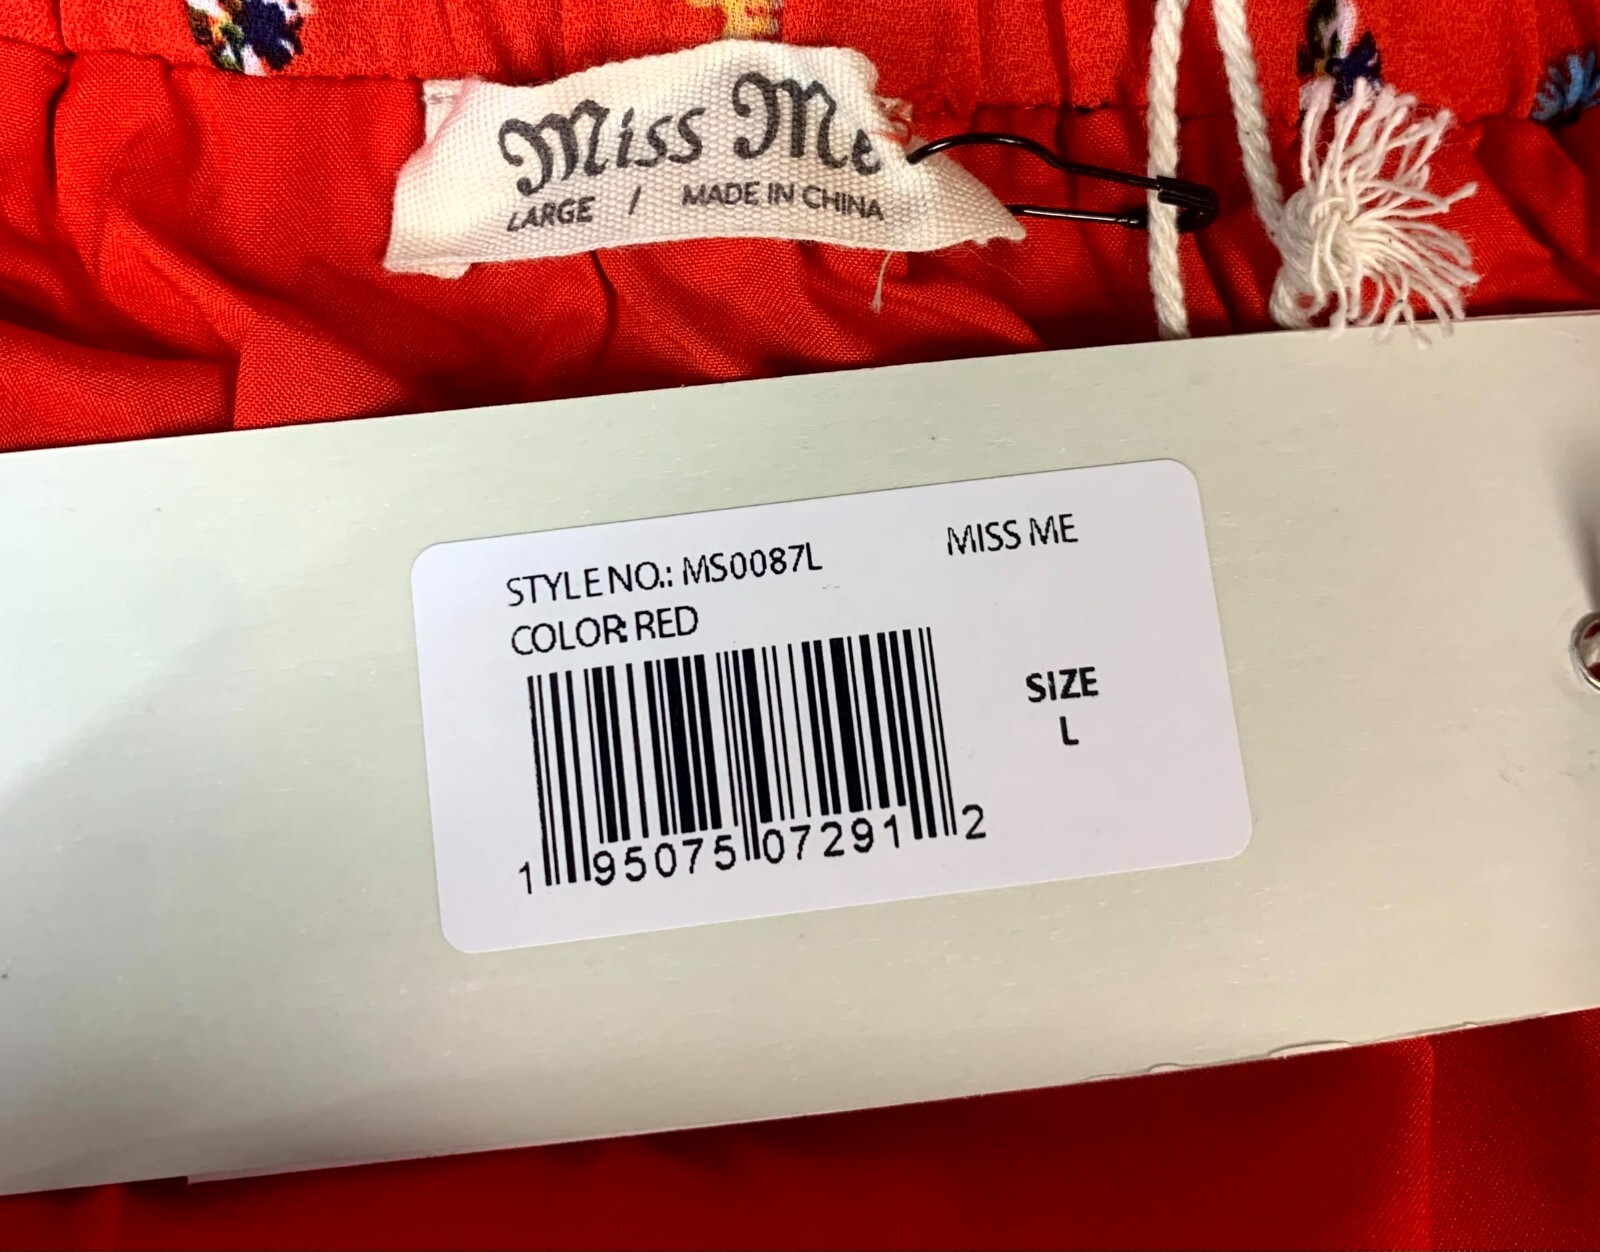 Miss Me
LARGE / MADE IN CHINA
STYLE NO.: MS0087L MISS ME
COLOR: RED
SIZE
L
1 95075 07291 2